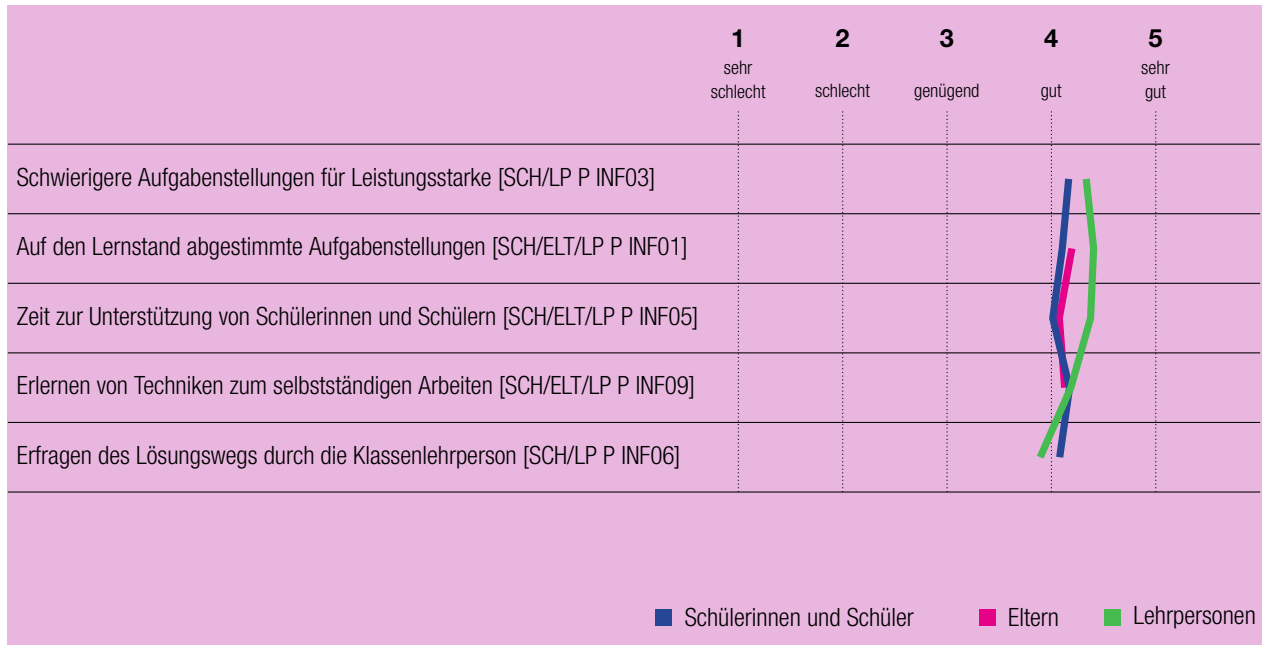 1 2 3 4 5
sehr schlecht schlecht genügend gut sehr gut
Schwierigere Aufgabenstellungen für Leistungsstarke [SCH/LP P INF03]
Auf den Lernstand abgestimmte Aufgabenstellungen [SCH/ELT/LP P INF01]
Zeit zur Unterstützung von Schülerinnen und Schülern [SCH/ELT/LP P INF05]
Erlernen von Techniken zum selbstständigen Arbeiten [SCH/ELT/LP P INF09]
Erfragen des Lösungswegs durch die Klassenlehrperson [SCH/LP P INF06]
Schülerinnen und Schüler Eltern Lehrpersonen